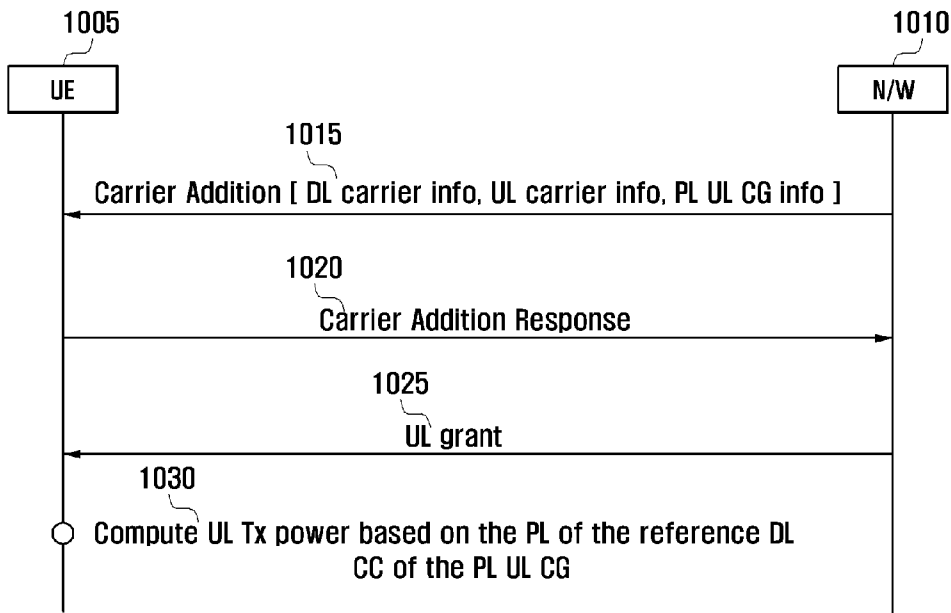 1005
1010
UE
N/W
1015
Carrier Addition [ DL carrier info, UL carrier info, PL UL CG info ]
1020
Carrier Addition Response
1025
UL grant
1030
Compute UL Tx power based on the PL of the reference DL
CC of the PL UL CG